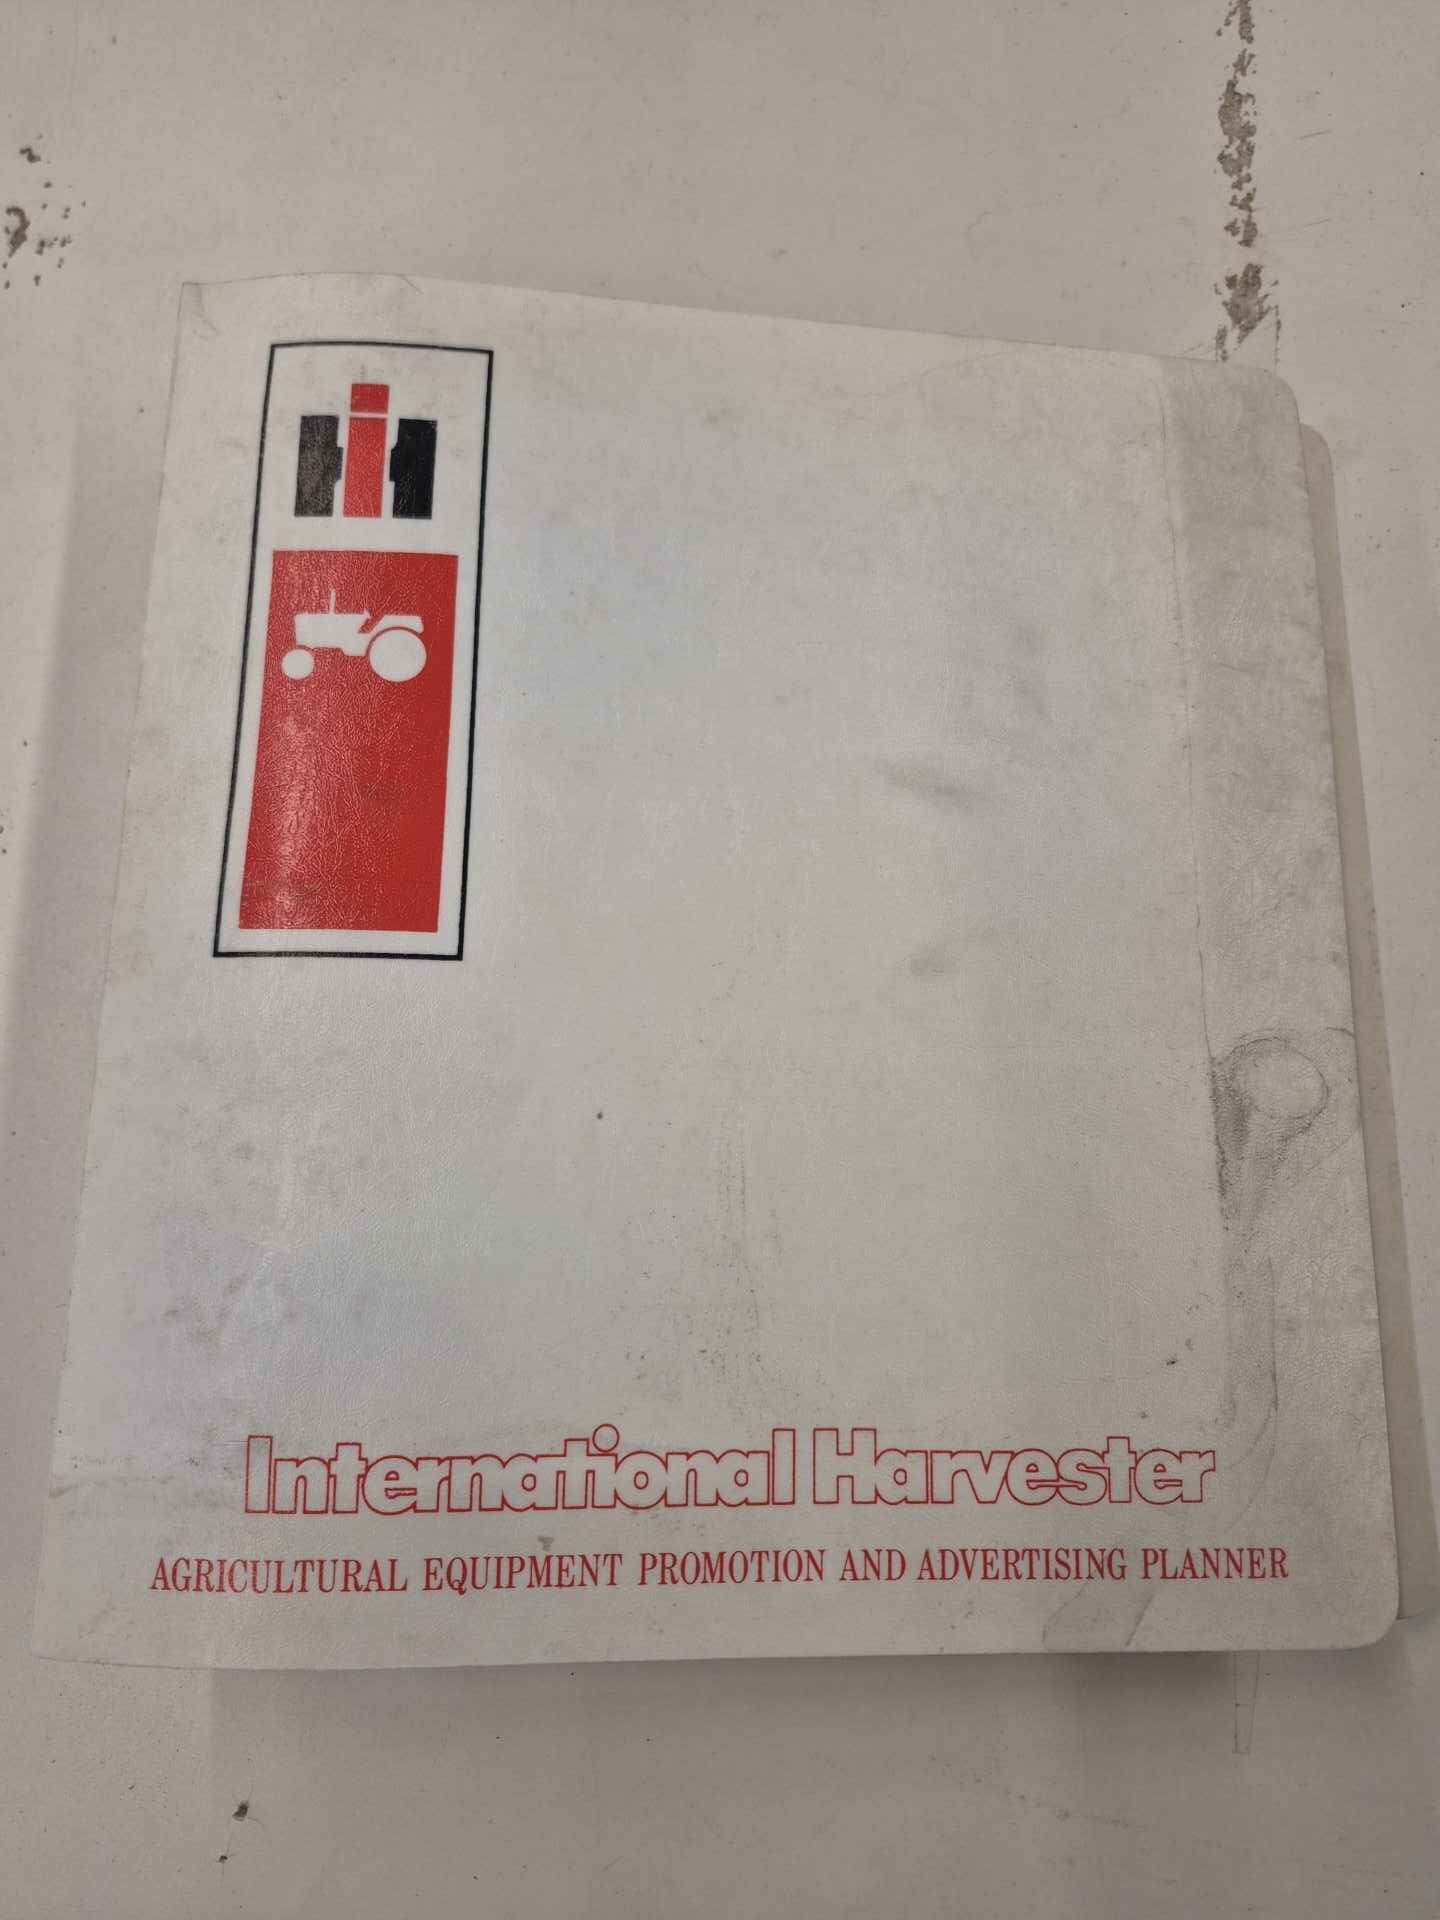 International Harvester
AGRICULTURAL EQUIPMENT PROMOTION AND ADVERTISING PLANNER